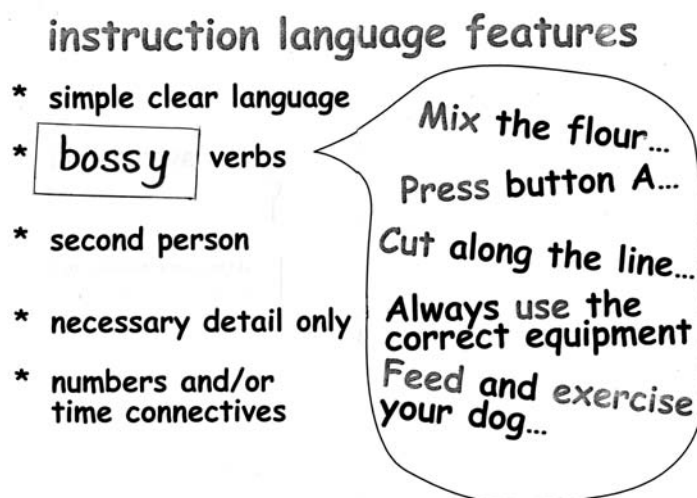 instruction language features
* simple clear language
* bossy verbs
* second person
* necessary detail only
* numbers and/or
time connectives
Mix the flour...
Press button A...
Cut along the line...
Always use the
correct equipment
Feed and exercise
your dog...